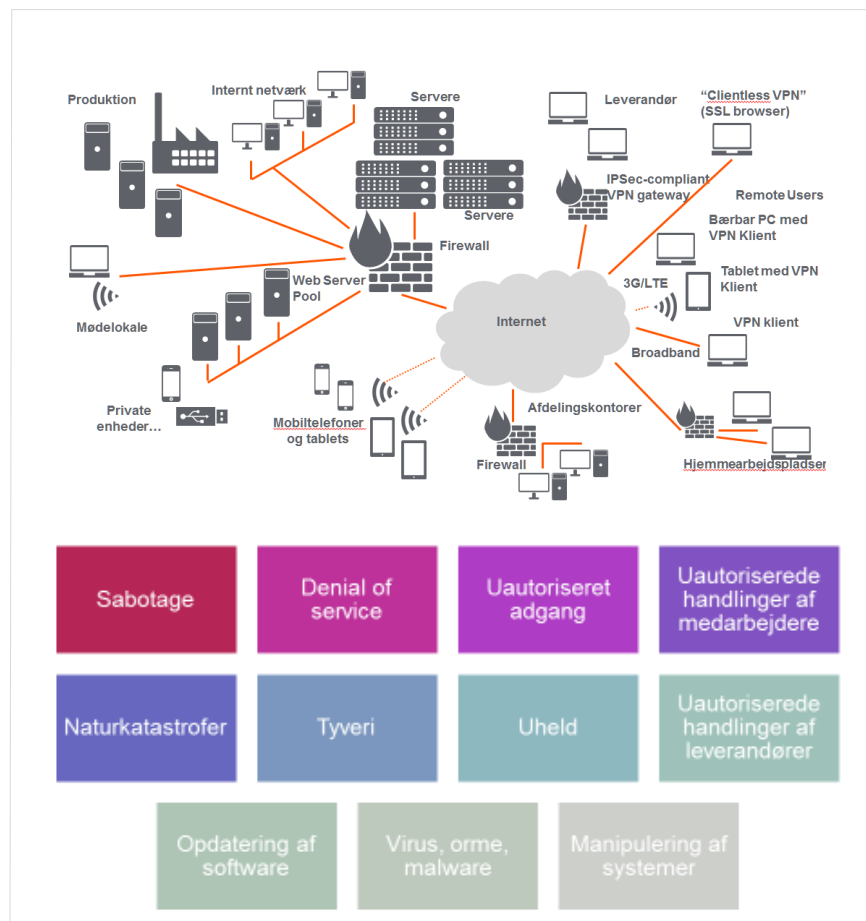 Produktion
Internt netværk
Servere
Leverandør
“Clientless VPN”
(SSL browser)
IPSec-compliant
VPN gateway
Remote Users
Servere
Firewall
Bærbar PC med
VPN Klient
3G/LTE
Tablet med VPN
Klient
Web Server
Pool
Mødelokale
Internet
VPN klient
Broadband
Private
enheder…
Mobiltelefoner
og tablets
Afdelingskontorer
Firewall
Hjemmearbejdspladser
Sabotage
Denial of
service
Uautoriseret
adgang
Uautoriserede
handlinger af
medarbejdere
Naturkatastrofer
Tyveri
Uheld
Uautoriserede
handlinger af
leverandører
Opdatering af
software
Virus, orme,
malware
Manipulering af
systemer